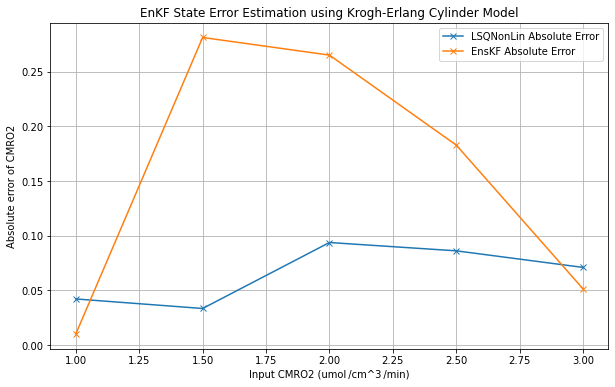 EnKF State Error Estimation using Krogh-Erlang Cylinder Model
LSQNonLin Absolute Error
EnsKF Absolute Error
Absolute error of CMRO2
0.25
0.20
0.15
0.10
0.05
0.00
1.00 1.25 1.50 1.75 2.00 2.25 2.50 2.75 3.00
Input CMRO2 (umol/cm^3/min)